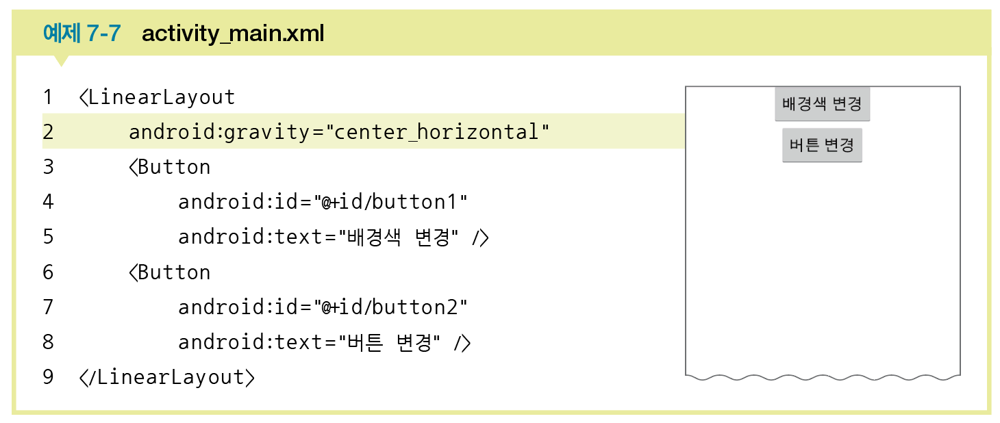 예제 7-7 activity_main.xml
1 <LinearLayout
2 android:gravity="center_horizontal"
3 <Button
4 android:id="@+id/button1"
5 android:text="배경색 변경" />
6 <Button
7 android:id="@+id/button2"
8 android:text="버튼 변경" />
9 </LinearLayout>
배경색 변경
버튼 변경